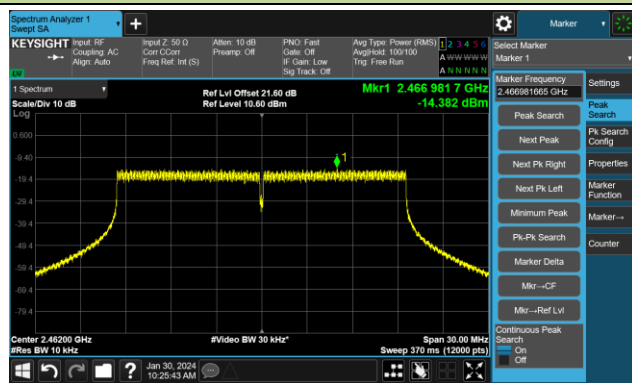 Spectrum Analyzer 1
Swept SA
+
Marker
KEYSIGHT
Input: RF
Coupling: AC
Align: Auto
Input Z: 50 Ω
Corr CCorr
Freq Ref: Int (S)
Atten: 10 dB
Preamp: Off
PNO: Fast
Gate: Off
IF Gain: Low
Sig Track: Off
Avg Type: Power (RMS)
Avg|Hold: 100/100
Trig: Free Run
1 2 3 4 5 6
A W W W W W
A N N N N N
LXI
1 Spectrum
Scale/Div 10 dB
Log
Ref Lvl Offset 21.60 dB
Ref Level 10.60 dBm
Mkr1 2.466 981 7 GHz
-14.382 dBm
0.600
-9.40
-19.4
-29.4
-39.4
-49.4
-59.4
-69.4
-79.4
1
Center 2.46200 GHz
#Res BW 10 kHz
#Video BW 30 kHz*
Span 30.00 MHz
Sweep 370 ms (12000 pts)
Select Marker
Marker 1
Marker Frequency
2.466981665 GHz
Peak Search
Next Peak
Next Pk Right
Next Pk Left
Minimum Peak
Pk-Pk Search
Marker Delta
Mkr→CF
Mkr→Ref Lvl
Continuous Peak
Search
On
Off
Settings
Peak
Search
Pk Search
Config
Properties
Marker
Function
Marker→
Counter
?
Jan 30, 2024
10:25:43 AM